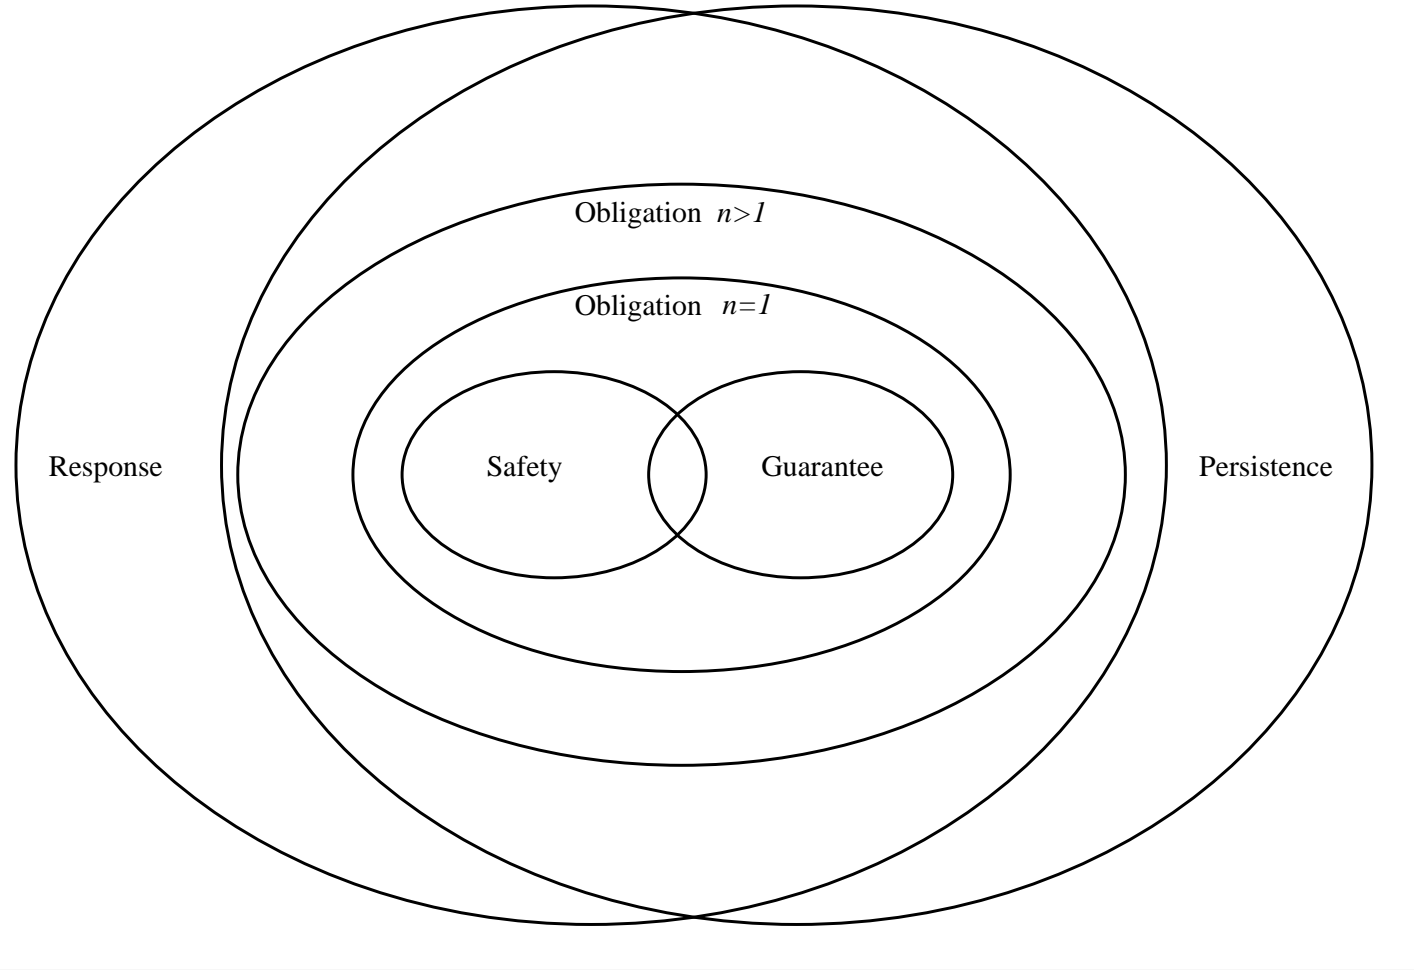 Obligation n>1
Obligation n=1
Response
Safety
Guarantee
Persistence